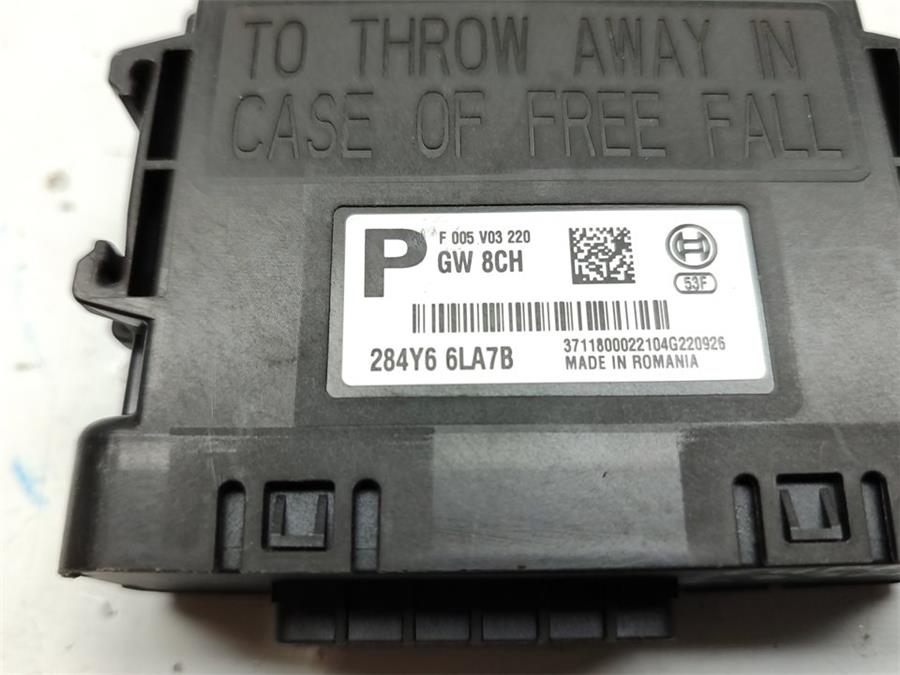 TO THROW AWAY IN
CASE OF FREE FALL
P
F 005 V03 220
GW 8CH
53F
284Y6 6LA7B
3711800022104G220926
MADE IN ROMANIA